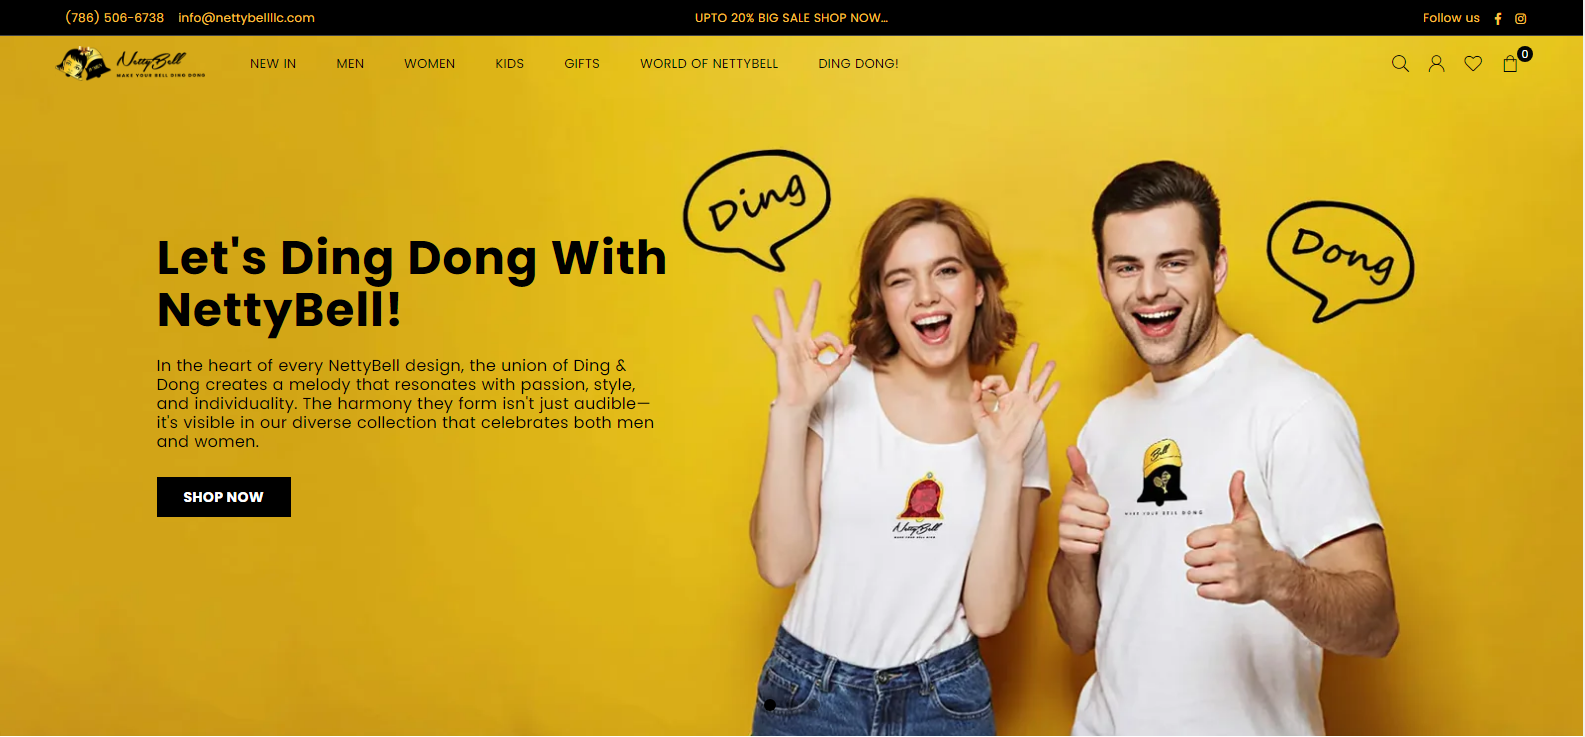 (786) 506-6738 info@nettybellllc.com
UPTO 20% BIG SALE SHOP NOW...
Follow us
NettyBell
MAKE YOUR BELL DING DONG
NEW IN MEN WOMEN KIDS GIFTS WORLD OF NETTYBELL DING DONG!
0
Ding
Dong
Let's Ding Dong With
NettyBell!
In the heart of every NettyBell design, the union of Ding &
Dong creates a melody that resonates with passion, style,
and individuality. The harmony they form isn't just audible—
it's visible in our diverse collection that celebrates both men
and women.
SHOP NOW
NettyBell
MAKE YOUR BELL DING
Bell
MAKE YOUR BELL DONG